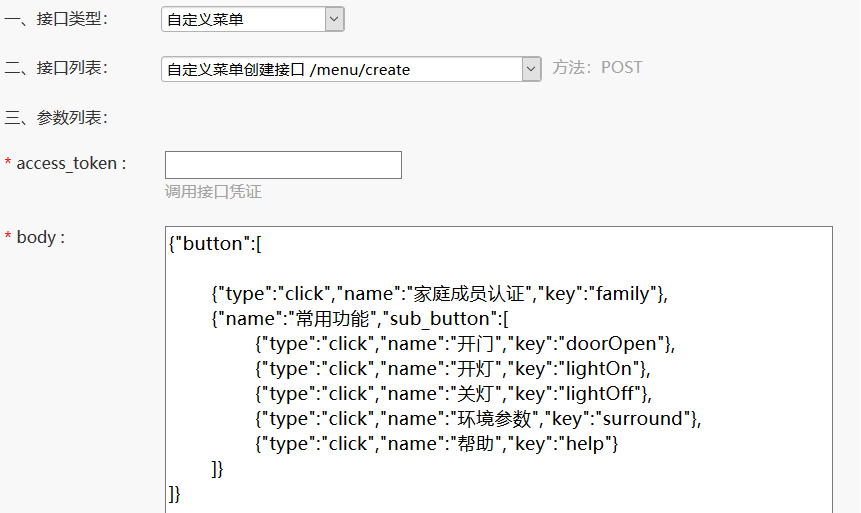 一、接口类型： 自定义菜单
二、接口列表： 自定义菜单创建接口 /menu/create 方法：POST
三、参数列表：
* access_token :
调用接口凭证
* body :
{"button":[
{"type":"click","name":"家庭成员认证","key":"family"},
{"name":"常用功能","sub_button":[
{"type":"click","name":"开门","key":"doorOpen"},
{"type":"click","name":"开灯","key":"lightOn"},
{"type":"click","name":"关灯","key":"lightOff"},
{"type":"click","name":"环境参数","key":"surround"},
{"type":"click","name":"帮助","key":"help"}
]}
]}